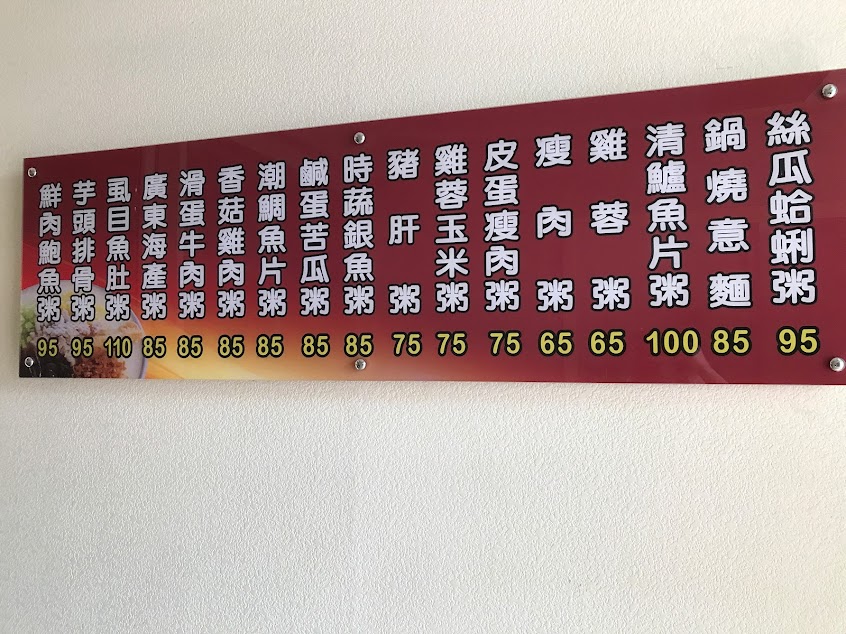 絲瓜蛤蜊粥 95
鍋燒意麵 85
清鱸魚片粥 100
雞蓉粥 65
瘦肉粥 65
皮蛋瘦肉粥 75
雞蓉玉米粥 75
豬肝粥 75
時蔬銀魚粥 85
鹹蛋苦瓜粥 85
潮鯛魚片粥 85
香菇雞肉粥 85
滑蛋牛肉粥 85
廣東海產粥 85
虱目魚肚粥 110
芋頭排骨粥 95
鮮肉鮑魚粥 95